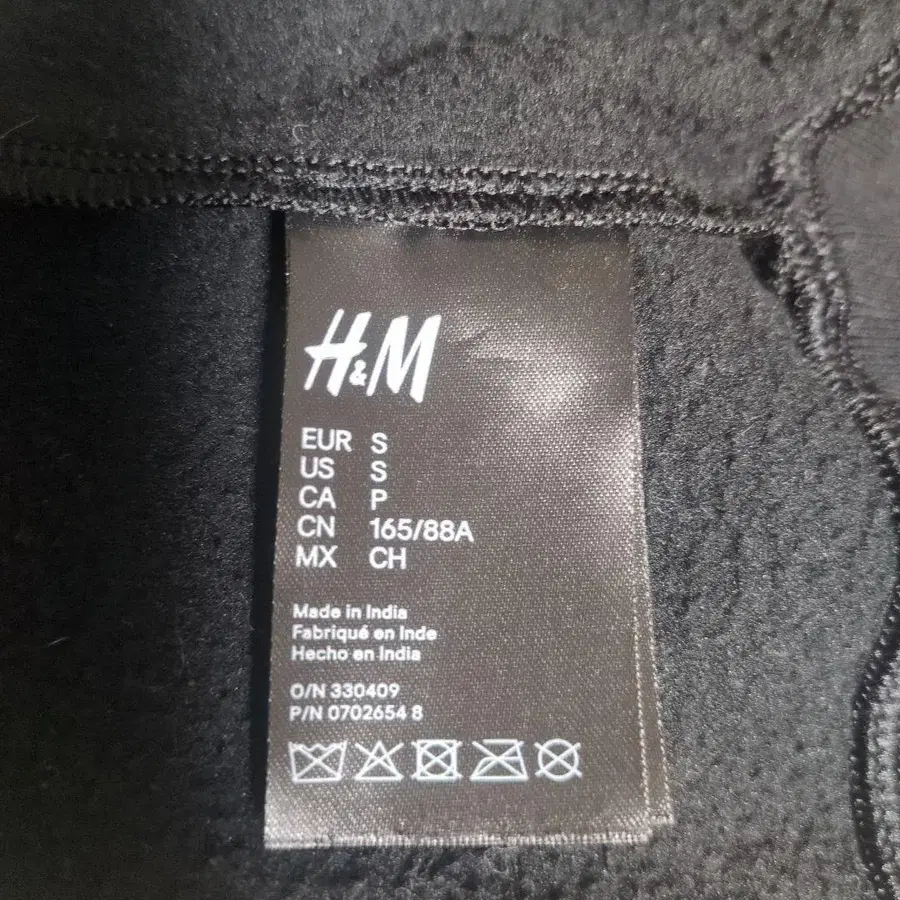 H&M
EUR S
US S
CA P
CN 165/88A
MX CH
Made in India
Fabriqué en Inde
Hecho en India
O/N 330409
P/N 0702654 8